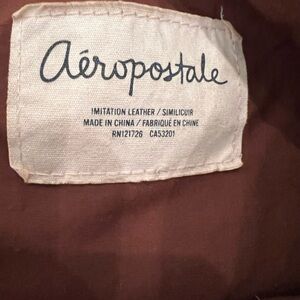 aéropostale
IMITATION LEATHER / SIMILICUIR
MADE IN CHINA / FABRIQUÉ EN CHINE
RN121726 CA53201